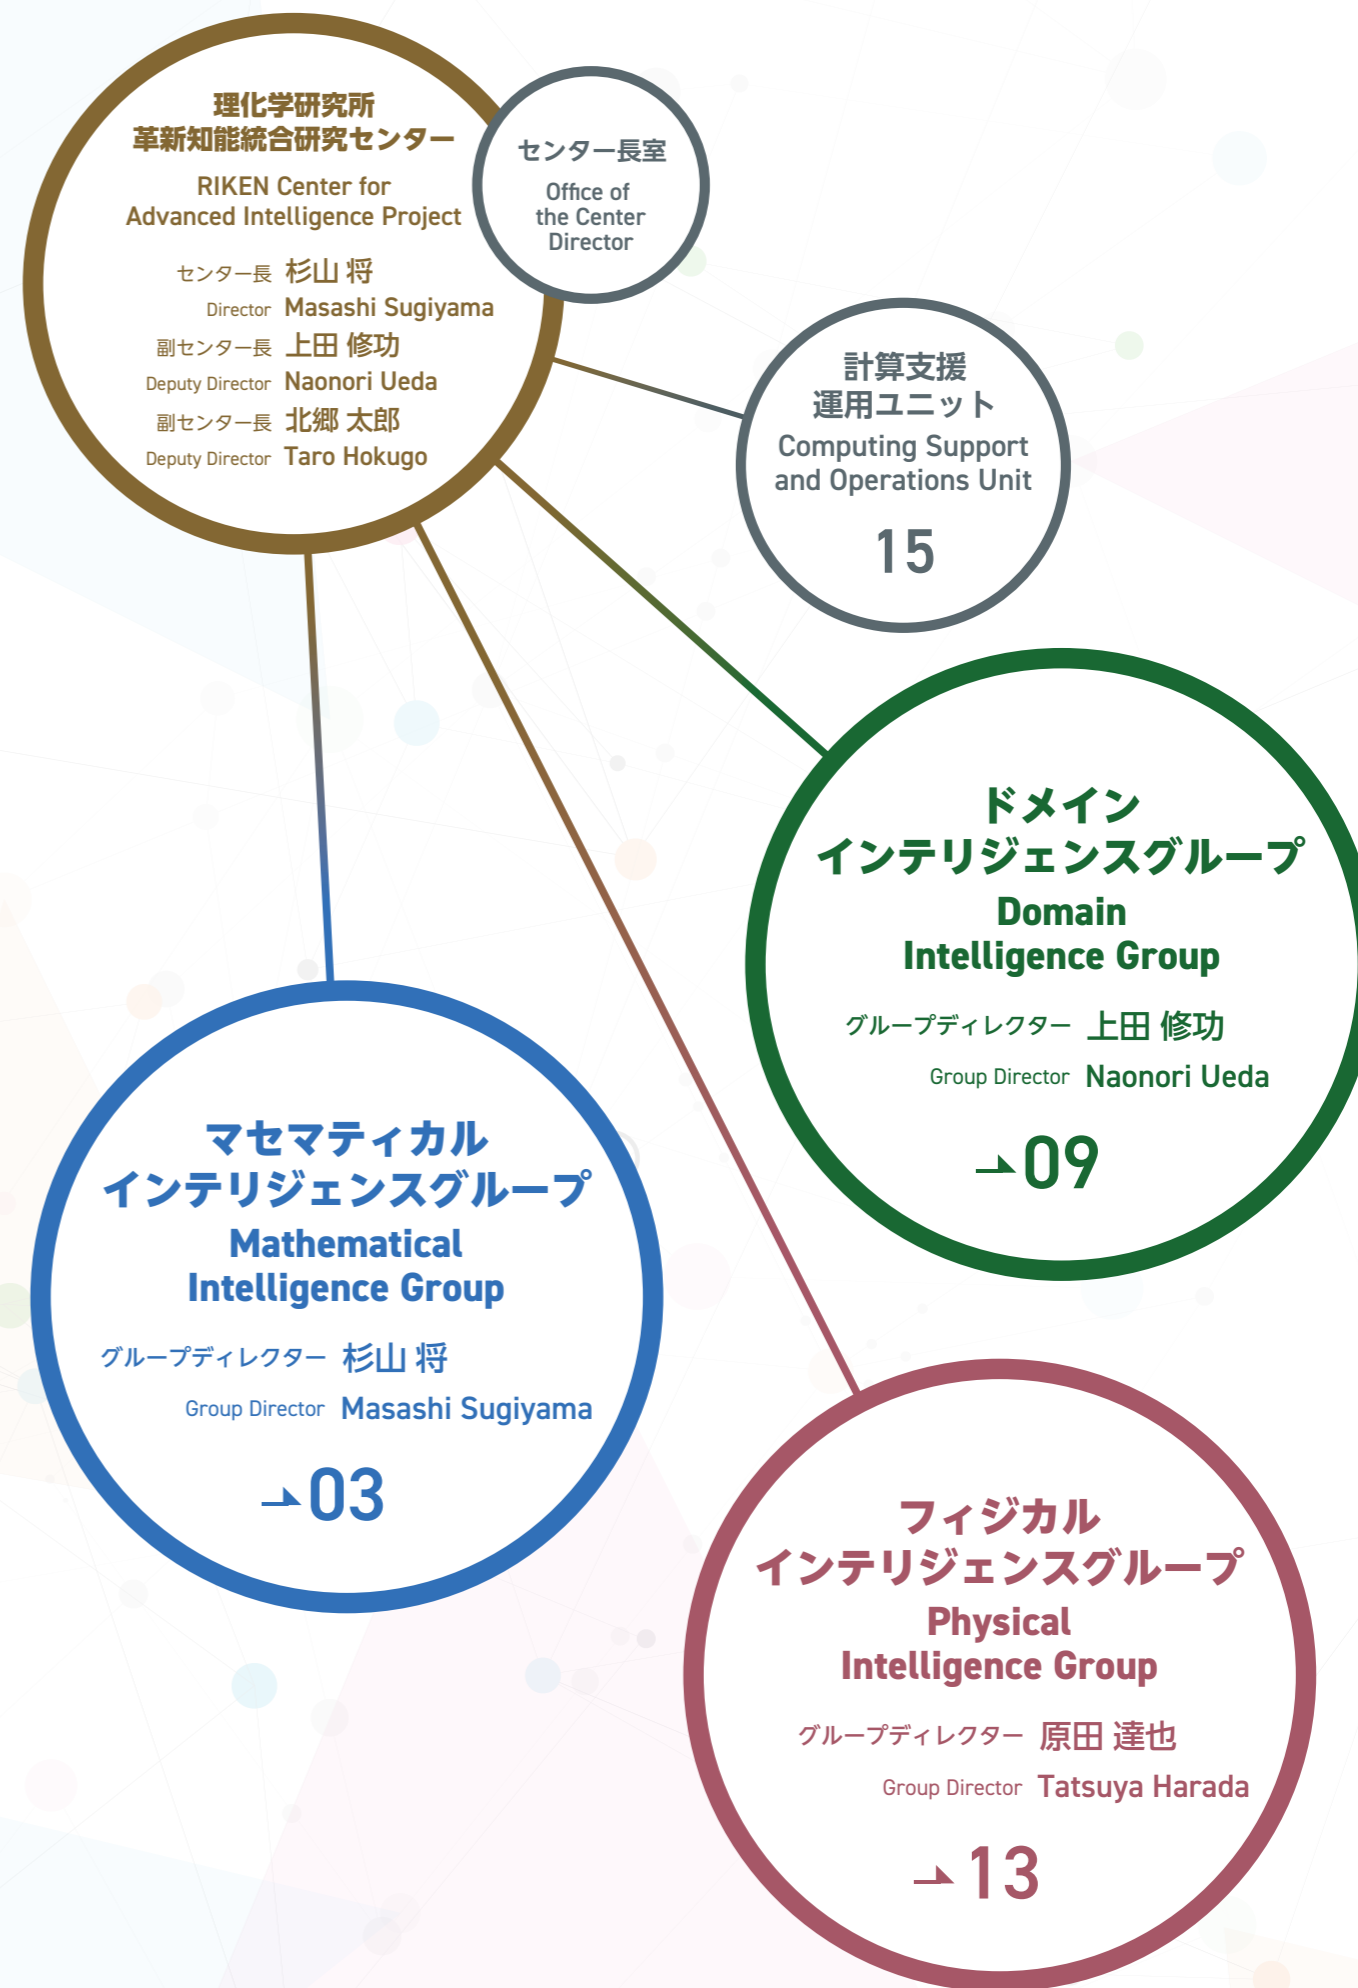 理化学研究所
革新知能統合研究センター
RIKEN Center for
Advanced Intelligence Project
センター長 杉山 将
Director Masashi Sugiyama
副センター長 上田 修功
Deputy Director Naonori Ueda
副センター長 北郷 太郎
Deputy Director Taro Hokugo
センター長室
Office of
the Center
Director
計算支援
運用ユニット
Computing Support
and Operations Unit
15
ドメイン
インテリジェンスグループ
Domain
Intelligence Group
グループディレクター 上田 修功
Group Director Naonori Ueda
09
マセマティカル
インテリジェンスグループ
Mathematical
Intelligence Group
グループディレクター 杉山 将
Group Director Masashi Sugiyama
03
フィジカル
インテリジェンスグループ
Physical
Intelligence Group
グループディレクター 原田 達也
Group Director Tatsuya Harada
13